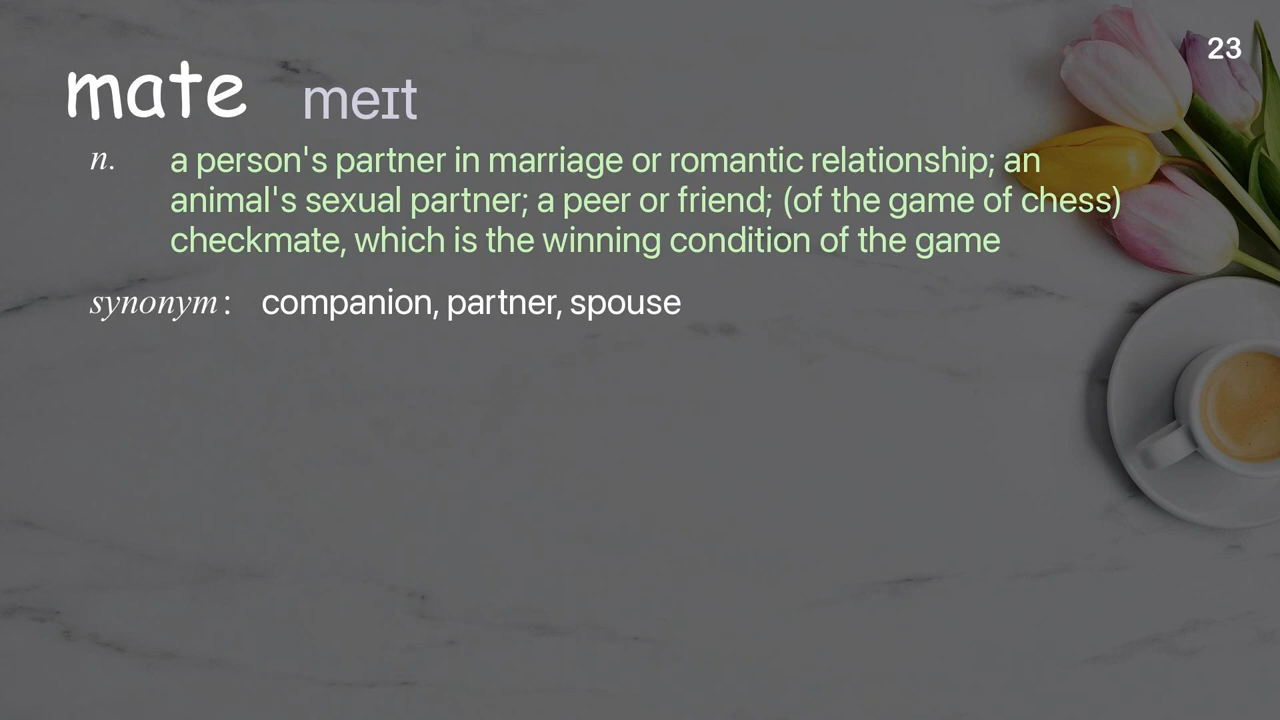 23
mate meɪt
n. a person's partner in marriage or romantic relationship; an
animal's sexual partner; a peer or friend; (of the game of chess)
checkmate, which is the winning condition of the game
synonym: companion, partner, spouse